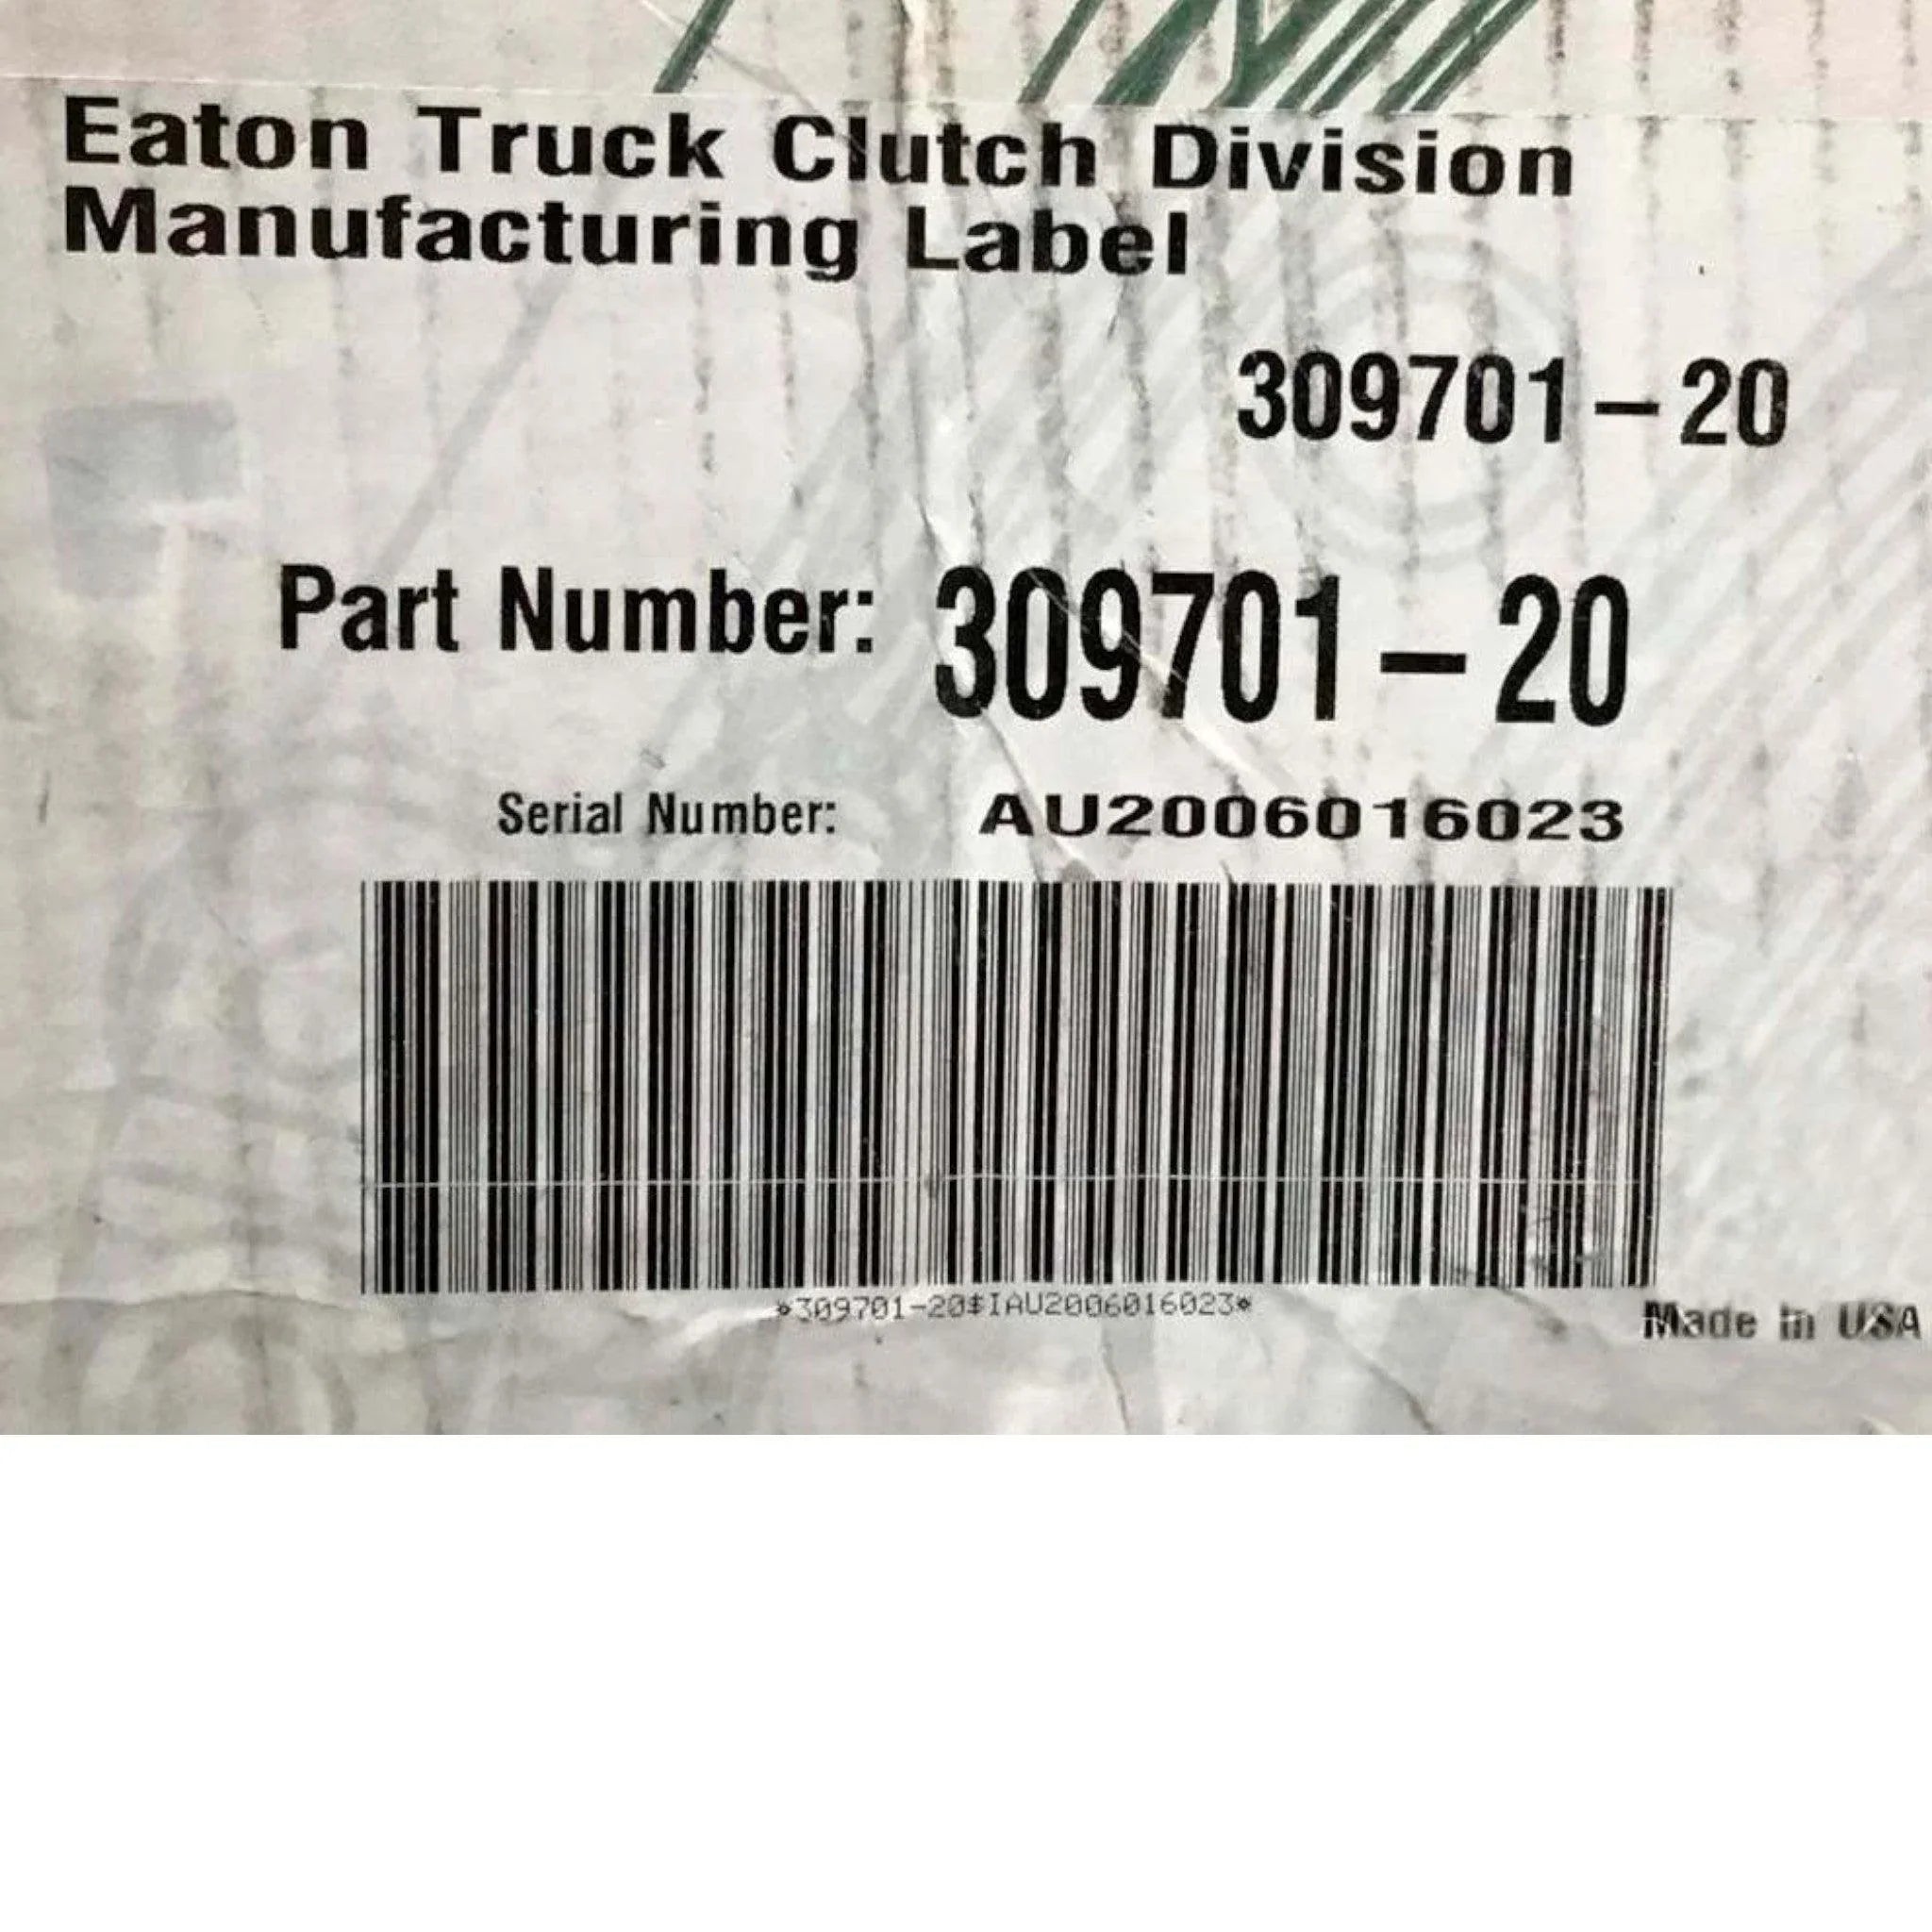 Eaton Truck Clutch Division
Manufacturing Label
309701-20
Part Number: 309701-20
Serial Number: AU2006016023
*309701-20$IAU2006016023*
Made in USA